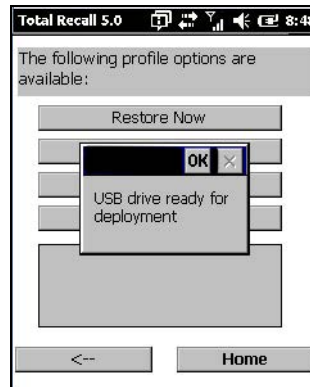 Total Recall 5.0 8:48
The following profile options are
available:
Restore Now
OK
USB drive ready for
deployment
<--
Home